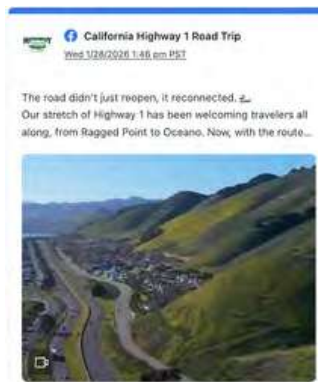 California Highway 1 Road Trip
Wed 1/28/2026 1:46 pm PST
The road didn't just reopen, it reconnected.
Our stretch of Highway 1 has been welcoming travelers all
along, from Ragged Point to Oceano. Now, with the route...